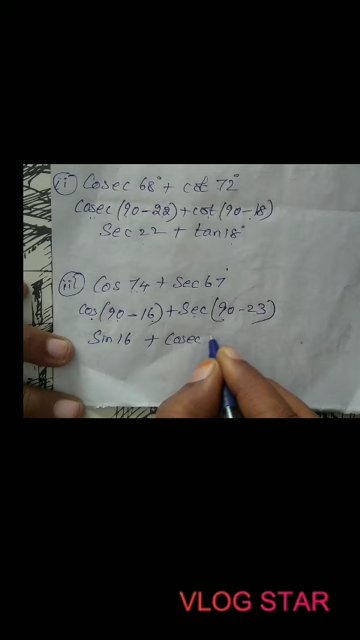 ii) Cosec 68° + cot 72°
Cosec (90-22) + cot (90-18)
Sec 22 + tan 18°
iii) Cos 74 + Sec 67°
cos (90-16) + Sec (90-23)
Sin 16 + Cosec
VLOG STAR